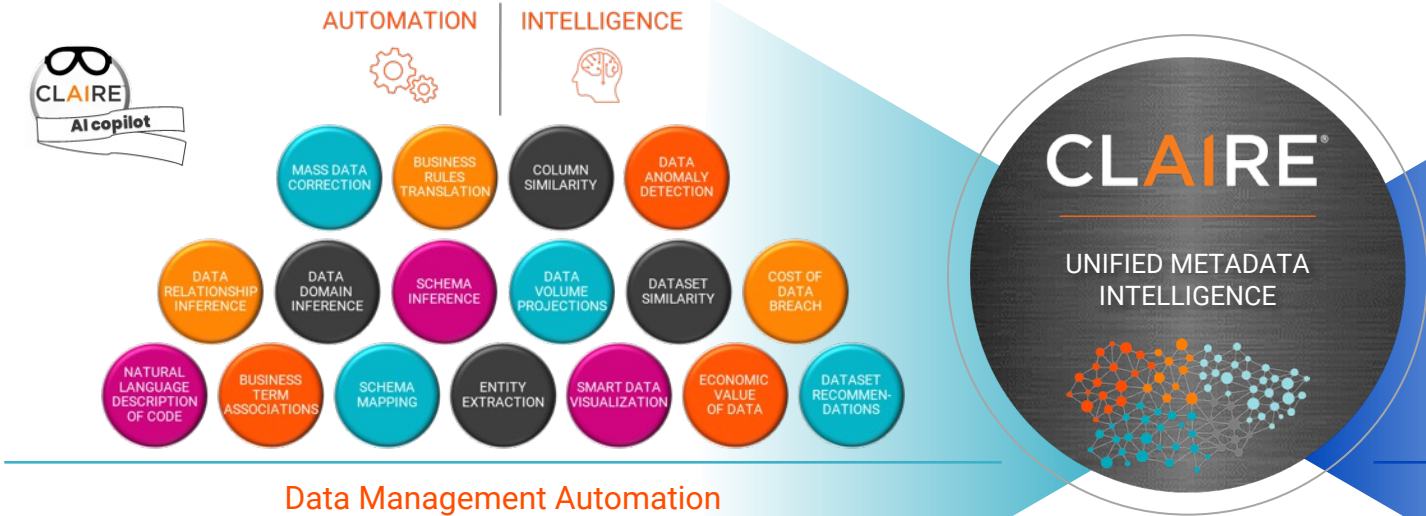 AUTOMATION
INTELLIGENCE
CLAIRE
AI copilot
MASS DATA
CORRECTION
BUSINESS
RULES
TRANSLATION
COLUMN
SIMILARITY
DATA
ANOMALY
DETECTION
DATA
RELATIONSHIP
INFERENCE
DATA
DOMAIN
INFERENCE
SCHEMA
INFERENCE
DATA
VOLUME
PROJECTIONS
DATASET
SIMILARITY
COST OF
DATA
BREACH
NATURAL
LANGUAGE
DESCRIPTION
OF CODE
BUSINESS
TERM
ASSOCIATIONS
SCHEMA
MAPPING
ENTITY
EXTRACTION
SMART DATA
VISUALIZATION
ECONOMIC
VALUE
OF DATA
DATASET
RECOMMEN-
DATIONS
Data Management Automation
CLAIRE®
UNIFIED METADATA
INTELLIGENCE